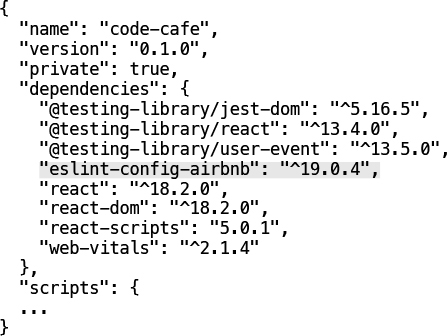 {
  "name": "code-cafe",
  "version": "0.1.0",
  "private": true,
  "dependencies": {
    "@testing-library/jest-dom": "^5.16.5",
    "@testing-library/react": "^13.4.0",
    "@testing-library/user-event": "^13.5.0",
    "eslint-config-airbnb": "^19.0.4",
    "react": "^18.2.0",
    "react-dom": "^18.2.0",
    "react-scripts": "5.0.1",
    "web-vitals": "^2.1.4"
  },
  "scripts": {
  ...
}